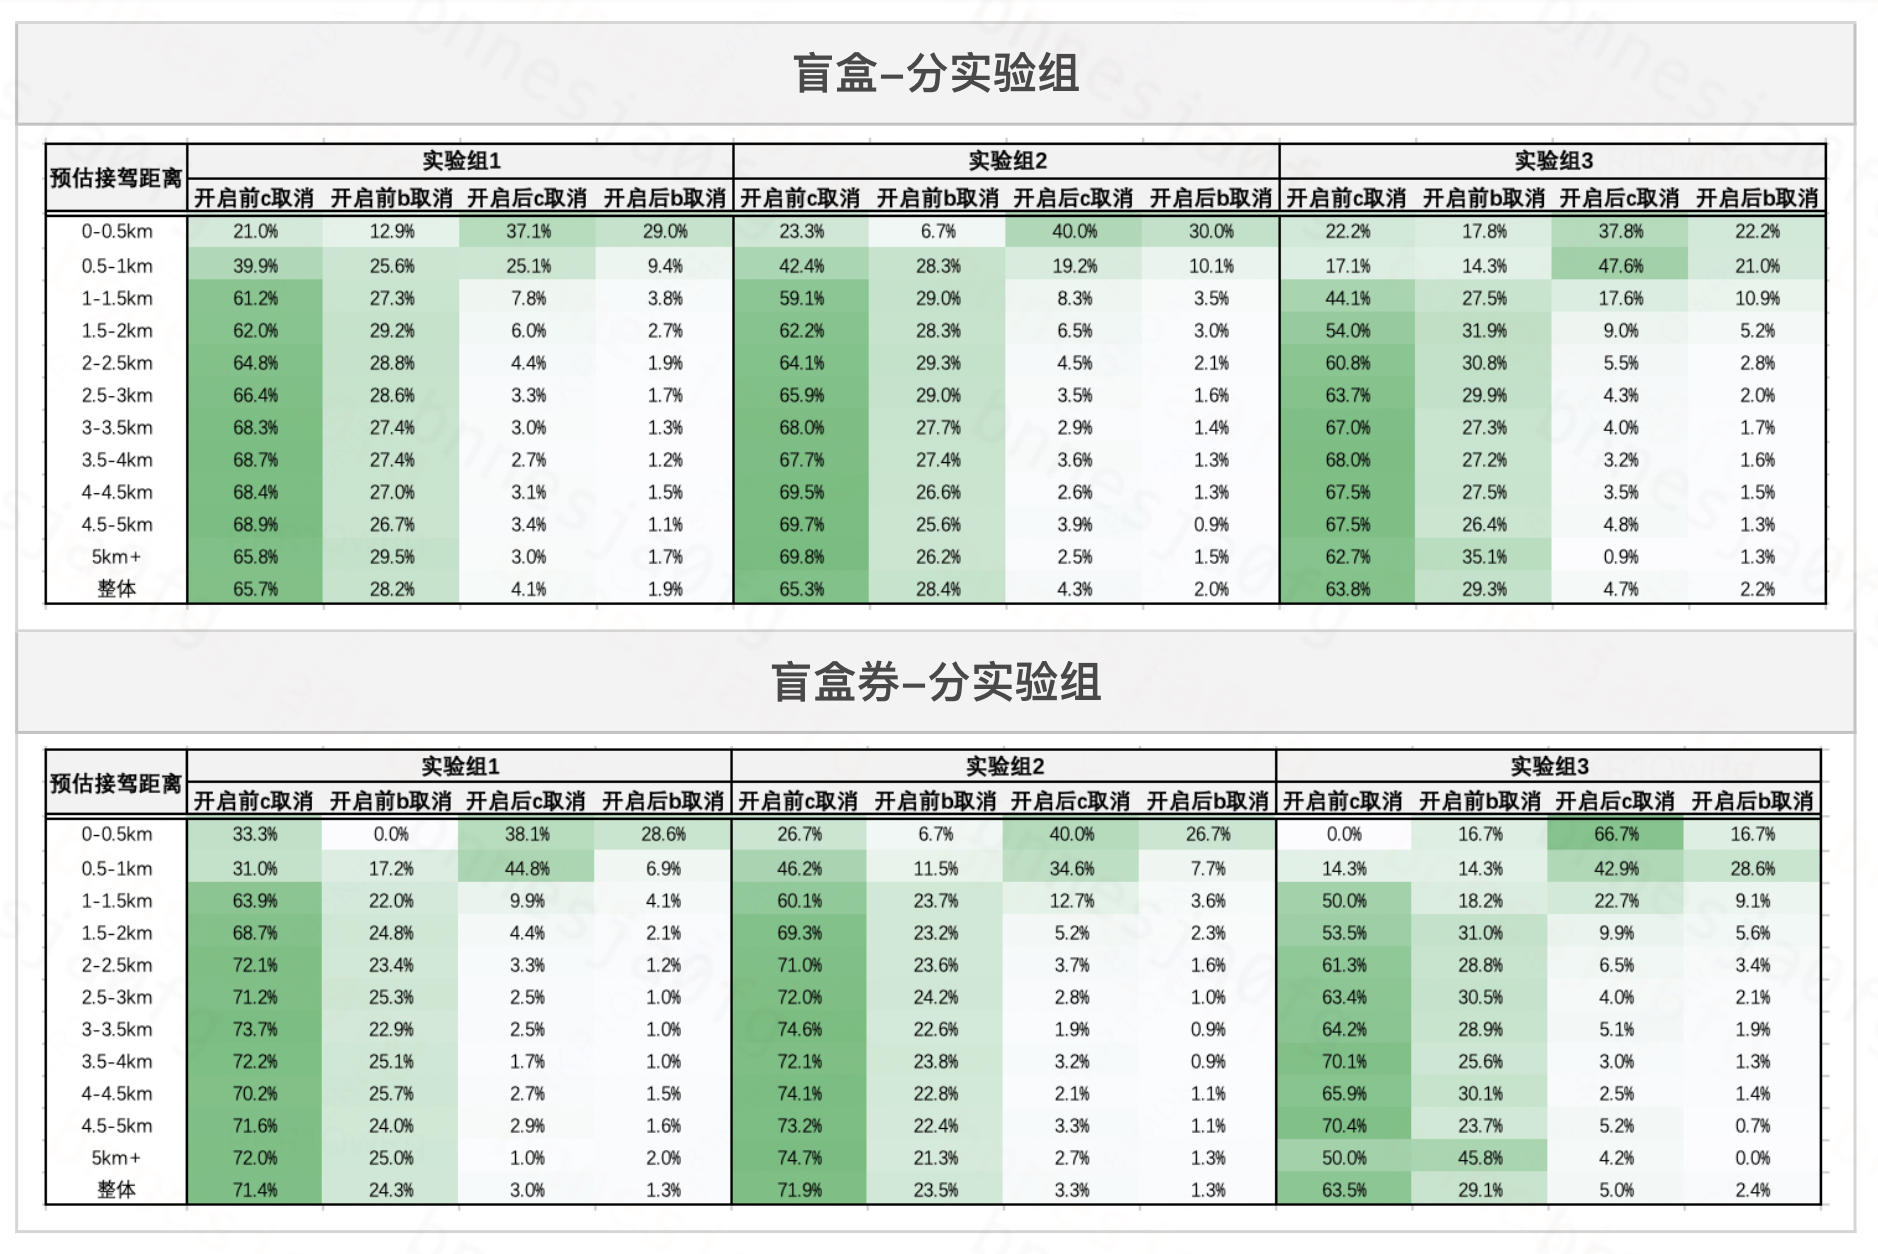 盲盒–分实验组
预估接驾距离 实验组1 实验组2 实验组3
开启前c取消 开启前b取消 开启后c取消 开启后b取消 开启前c取消 开启前b取消 开启后c取消 开启后b取消 开启前c取消 开启前b取消 开启后c取消 开启后b取消
0-0.5km 21.0% 12.9% 37.1% 29.0% 23.3% 6.7% 40.0% 30.0% 22.2% 17.8% 37.8% 22.2%
0.5-1km 39.9% 25.6% 25.1% 9.4% 42.4% 28.3% 19.2% 10.1% 17.1% 14.3% 47.6% 21.0%
1-1.5km 61.2% 27.3% 7.8% 3.8% 59.1% 29.0% 8.3% 3.5% 44.1% 27.5% 17.6% 10.9%
1.5-2km 62.0% 29.2% 6.0% 2.7% 62.2% 28.3% 6.5% 3.0% 54.0% 31.9% 9.0% 5.2%
2-2.5km 64.8% 28.8% 4.4% 1.9% 64.1% 29.3% 4.5% 2.1% 60.8% 30.8% 5.5% 2.8%
2.5-3km 66.4% 28.6% 3.3% 1.7% 65.9% 29.0% 3.5% 1.6% 63.7% 29.9% 4.3% 2.0%
3-3.5km 68.3% 27.4% 3.0% 1.3% 68.0% 27.7% 2.9% 1.4% 67.0% 27.3% 4.0% 1.7%
3.5-4km 68.7% 27.4% 2.7% 1.2% 67.7% 27.4% 3.6% 1.3% 68.0% 27.2% 3.2% 1.6%
4-4.5km 68.4% 27.0% 3.1% 1.5% 69.5% 26.6% 2.6% 1.3% 67.5% 27.5% 3.5% 1.5%
4.5-5km 68.9% 26.7% 3.4% 1.1% 69.7% 25.6% 3.9% 0.9% 67.5% 26.4% 4.8% 1.3%
5km+ 65.8% 29.5% 3.0% 1.7% 69.8% 26.2% 2.5% 1.5% 62.7% 35.1% 0.9% 1.3%
整体 65.7% 28.2% 4.1% 1.9% 65.3% 28.4% 4.3% 2.0% 63.8% 29.3% 4.7% 2.2%
盲盒券–分实验组
预估接驾距离 实验组1 实验组2 实验组3
开启前c取消 开启前b取消 开启后c取消 开启后b取消 开启前c取消 开启前b取消 开启后c取消 开启后b取消 开启前c取消 开启前b取消 开启后c取消 开启后b取消
0-0.5km 33.3% 0.0% 38.1% 28.6% 26.7% 6.7% 40.0% 26.7% 0.0% 16.7% 66.7% 16.7%
0.5-1km 31.0% 17.2% 44.8% 6.9% 46.2% 11.5% 34.6% 7.7% 14.3% 14.3% 42.9% 28.6%
1-1.5km 63.9% 22.0% 9.9% 4.1% 60.1% 23.7% 12.7% 3.6% 50.0% 18.2% 22.7% 9.1%
1.5-2km 68.7% 24.8% 4.4% 2.1% 69.3% 23.2% 5.2% 2.3% 53.5% 31.0% 9.9% 5.6%
2-2.5km 72.1% 23.4% 3.3% 1.2% 71.0% 23.6% 3.7% 1.6% 61.3% 28.8% 6.5% 3.4%
2.5-3km 71.2% 25.3% 2.5% 1.0% 72.0% 24.2% 2.8% 1.0% 63.4% 30.5% 4.0% 2.1%
3-3.5km 73.7% 22.9% 2.5% 1.0% 74.6% 22.6% 1.9% 0.9% 64.2% 28.9% 5.1% 1.9%
3.5-4km 72.2% 25.1% 1.7% 1.0% 72.1% 23.8% 3.2% 0.9% 70.1% 25.6% 3.0% 1.3%
4-4.5km 70.2% 25.7% 2.7% 1.5% 74.1% 22.8% 2.1% 1.1% 65.9% 30.1% 2.5% 1.4%
4.5-5km 71.6% 24.0% 2.9% 1.6% 73.2% 22.4% 3.3% 1.1% 70.4% 23.7% 5.2% 0.7%
5km+ 72.0% 25.0% 1.0% 2.0% 74.7% 21.3% 2.7% 1.3% 50.0% 45.8% 4.2% 0.0%
整体 71.4% 24.3% 3.0% 1.3% 71.9% 23.5% 3.3% 1.3% 63.5% 29.1% 5.0% 2.4%